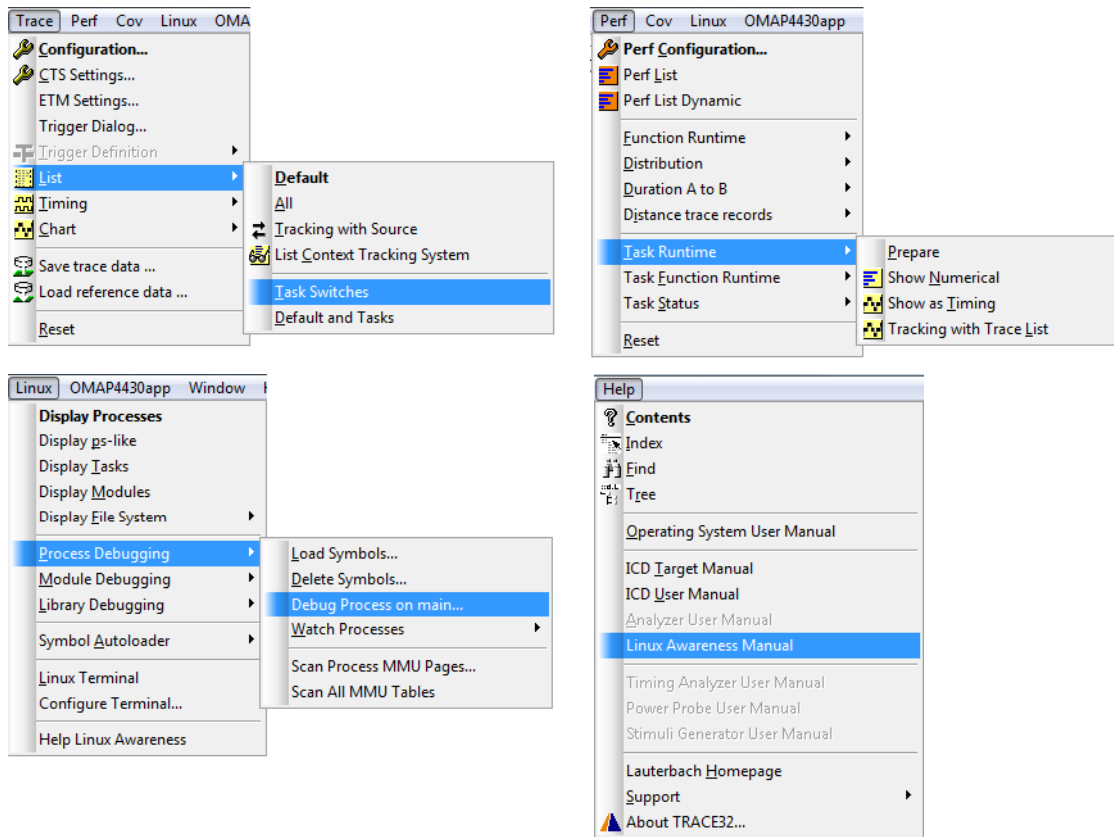 Trace Perf Cov Linux OMA
Configuration...
CTS Settings...
ETM Settings...
Trigger Dialog...
Trigger Definition
List
Timing
Chart
Save trace data ...
Load reference data ...
Reset
Default
All
Tracking with Source
List Context Tracking System
Task Switches
Default and Tasks
Perf Cov Linux OMAP4430app
Perf Configuration...
Perf List
Perf List Dynamic
Function Runtime
Distribution
Duration A to B
Distance trace records
Task Runtime
Task Function Runtime
Task Status
Reset
Prepare
Show Numerical
Show as Timing
Tracking with Trace List
Linux OMAP4430app Window
Display Processes
Display ps-like
Display Tasks
Display Modules
Display File System
Process Debugging
Module Debugging
Library Debugging
Symbol Autoloader
Linux Terminal
Configure Terminal...
Help Linux Awareness
Load Symbols...
Delete Symbols...
Debug Process on main...
Watch Processes
Scan Process MMU Pages...
Scan All MMU Tables
Help
Contents
Index
Find
Tree
Operating System User Manual
ICD Target Manual
ICD User Manual
Analyzer User Manual
Linux Awareness Manual
Timing Analyzer User Manual
Power Probe User Manual
Stimuli Generator User Manual
Lauterbach Homepage
Support
About TRACE32...